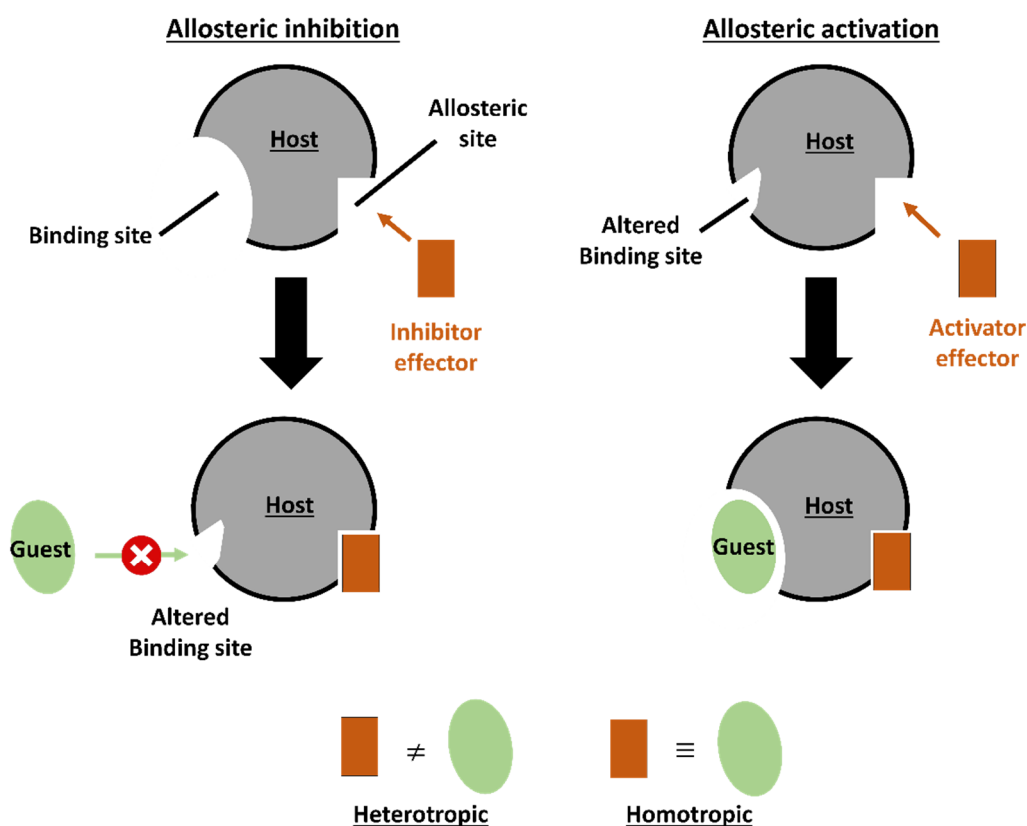 Allosteric inhibition
Host
Allosteric
site
Binding site
Inhibitor
effector
Host
Guest
Altered
Binding site
Allosteric activation
Host
Altered
Binding site
Activator
effector
Host
Guest
≠
Heterotropic
≡
Homotropic